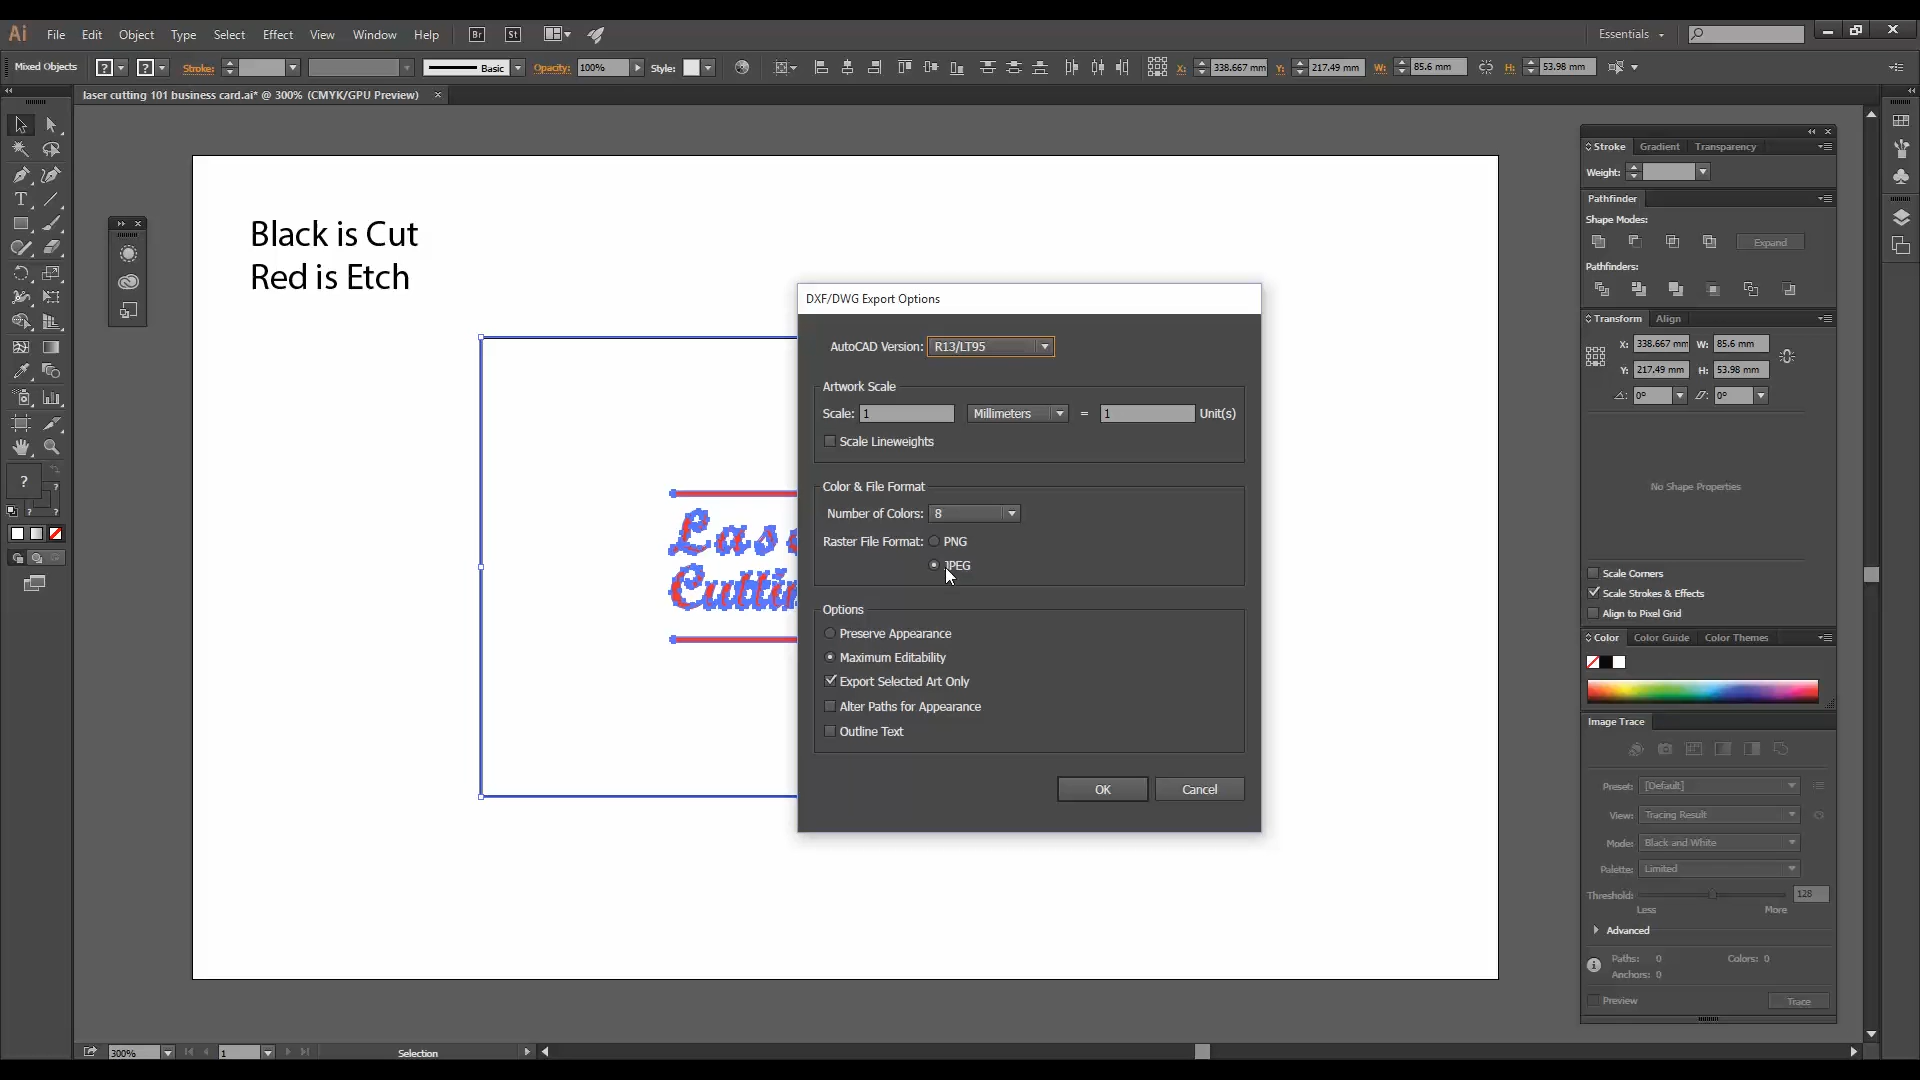 Ai File Edit Object Type Select Effect View Window Help Br St Essentials
Mixed Objects ? ? Stroke: Basic Opacity: 100% Style: X: 338.667 mm Y: 217.49 mm W: 85.6 mm H: 53.98 mm
laser cutting 101 business card.ai* @ 300% (CMYK/GPU Preview)
Black is Cut
Red is Etch
Las
Cuttin
DXF/DWG Export Options
AutoCAD Version: R13/LT95
Artwork Scale
Scale: 1 Millimeters = 1 Unit(s)
Scale Lineweights
Color & File Format
Number of Colors: 8
Raster File Format: PNG
JPEG
Options
Preserve Appearance
Maximum Editability
Export Selected Art Only
Alter Paths for Appearance
Outline Text
OK Cancel
Stroke Gradient Transparency
Weight:
Pathfinder
Shape Modes:
Expand
Pathfinders:
Transform Align
X: 338.667 mm W: 85.6 mm
Y: 217.49 mm H: 53.98 mm
0° 0°
No Shape Properties
Scale Corners
Scale Strokes & Effects
Align to Pixel Grid
Color Color Guide Color Themes
Image Trace
Preset: [Default]
View: Tracing Result
Mode: Black and White
Palette: Limited
Threshold: 128
Less More
Advanced
Paths: 0 Colors: 0
Anchors: 0
Preview Trace
300% 1 Selection